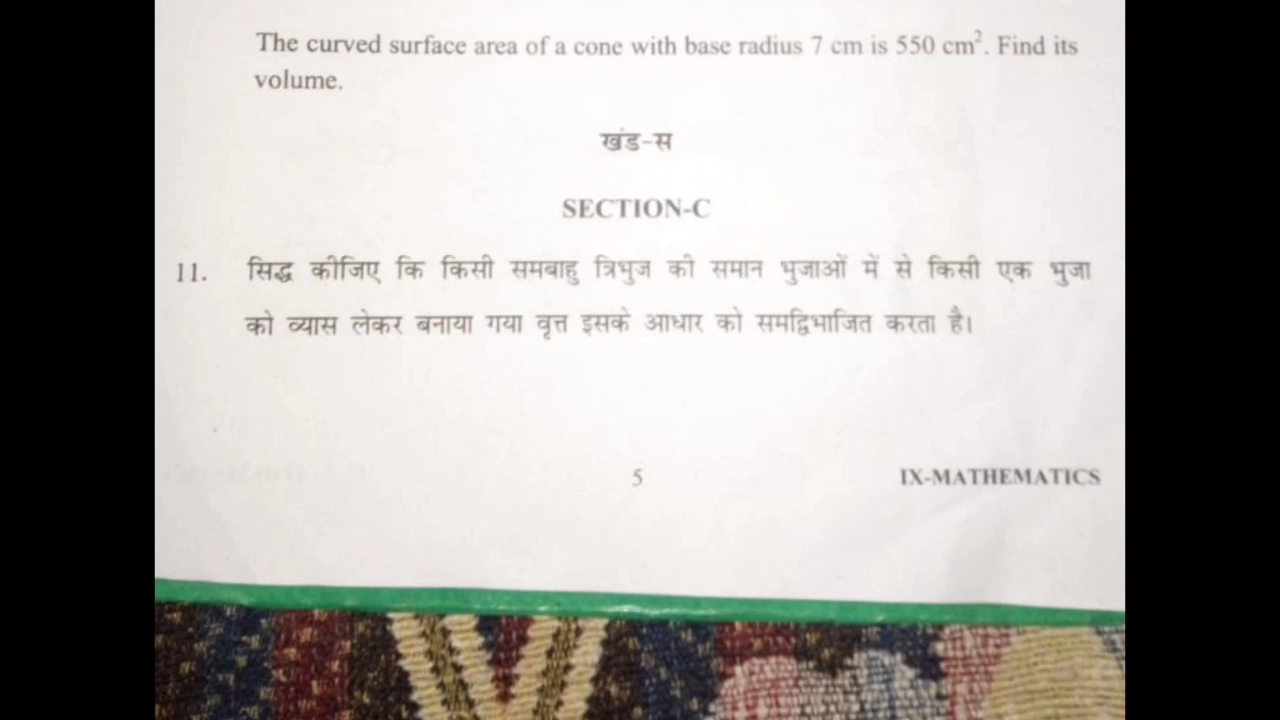 The curved surface area of a cone with base radius 7 cm is 550 cm². Find its
volume.
खंड-स
SECTION-C
11. सिद्ध कीजिए कि किसी समबाहु त्रिभुज की समान भुजाओं में से किसी एक भुजा
को व्यास लेकर बनाया गया वृत्त इसके आधार को समद्विभाजित करता है।
5 IX-MATHEMATICS